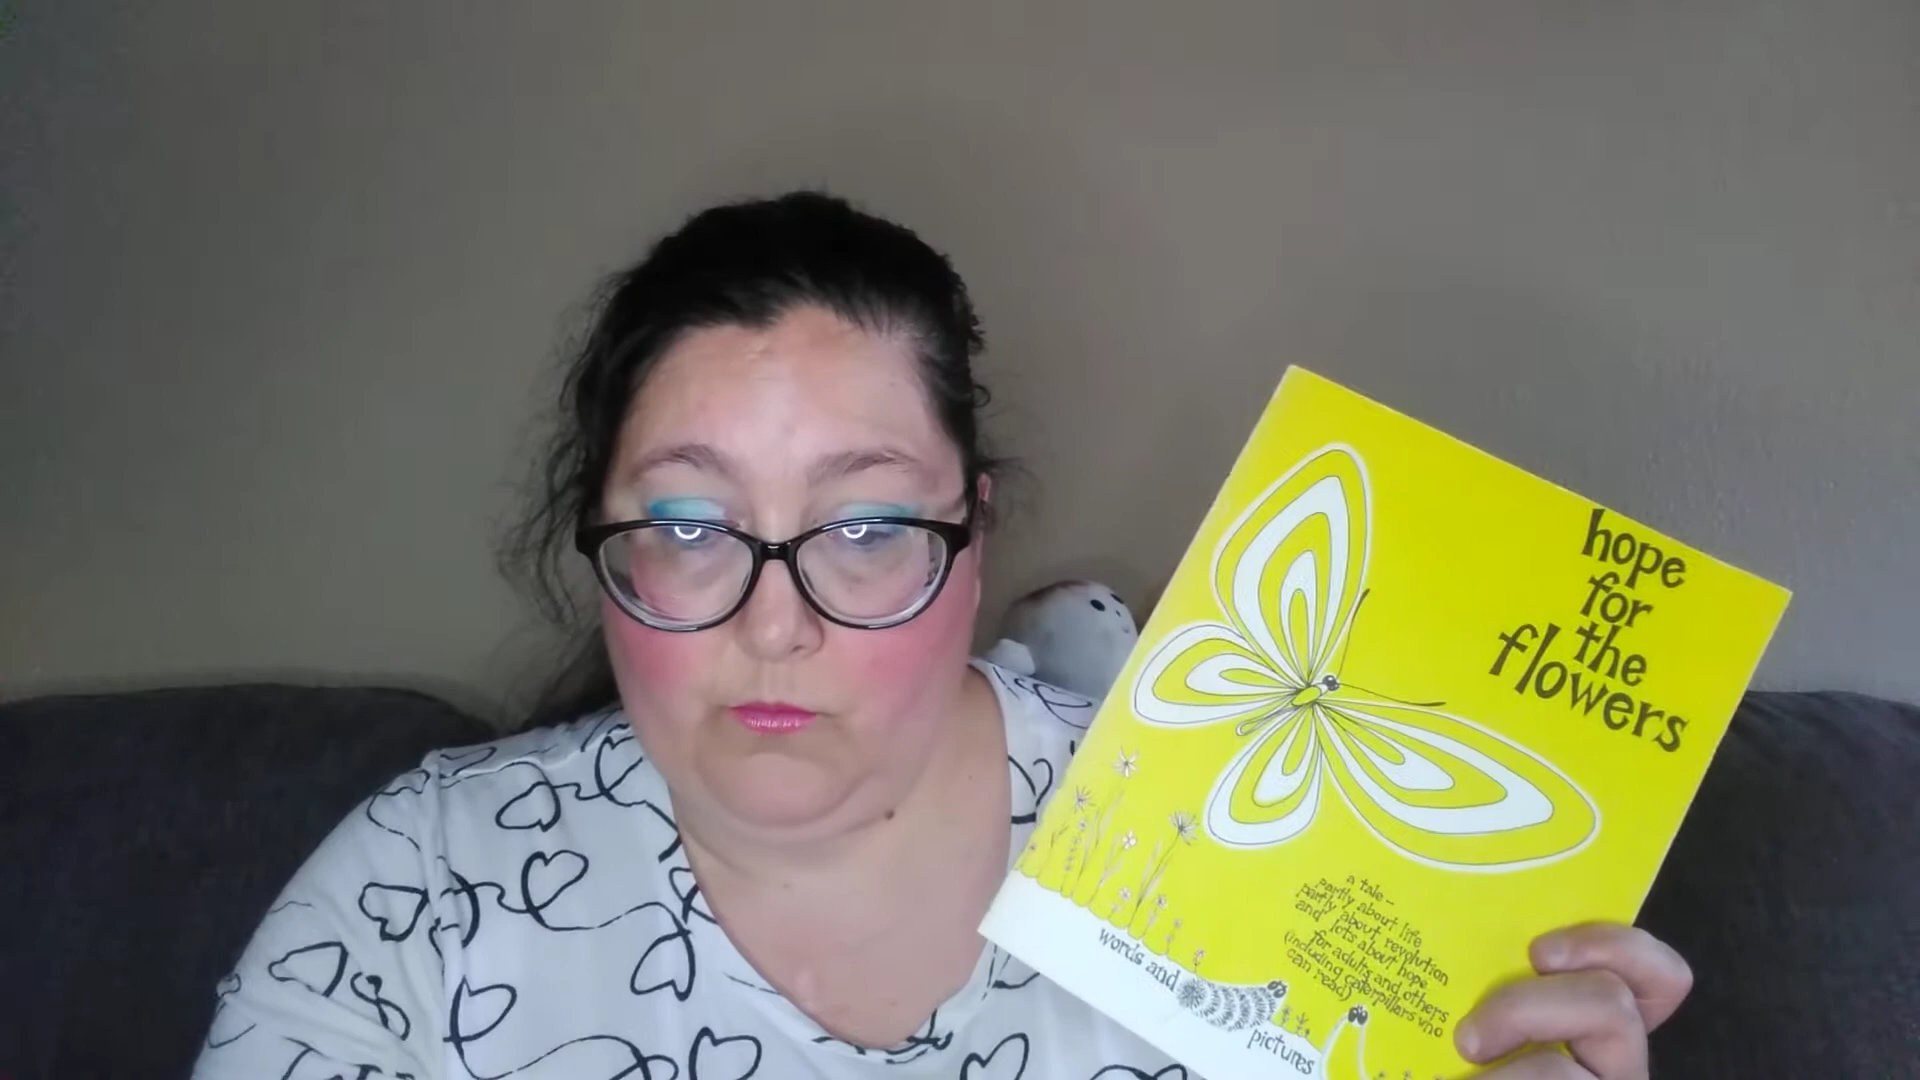 hope
for
the
flowers
a tale-
partly about life
partly about revolution
and lots about hope
for adults and others
(including caterpillars who
can read)
words and
pictures